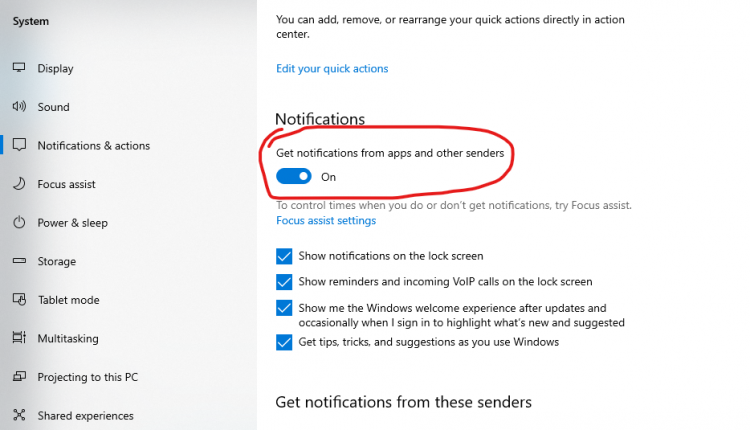 System
Display
Sound
Notifications & actions
Focus assist
Power & sleep
Storage
Tablet mode
Multitasking
Projecting to this PC
Shared experiences
You can add, remove, or rearrange your quick actions directly in action
center.
Edit your quick actions
Notifications
Get notifications from apps and other senders
On
To control times when you do or don't get notifications, try Focus assist.
Focus assist settings
Show notifications on the lock screen
Show reminders and incoming VoIP calls on the lock screen
Show me the Windows welcome experience after updates and
occasionally when I sign in to highlight what's new and suggested
Get tips, tricks, and suggestions as you use Windows
Get notifications from these senders